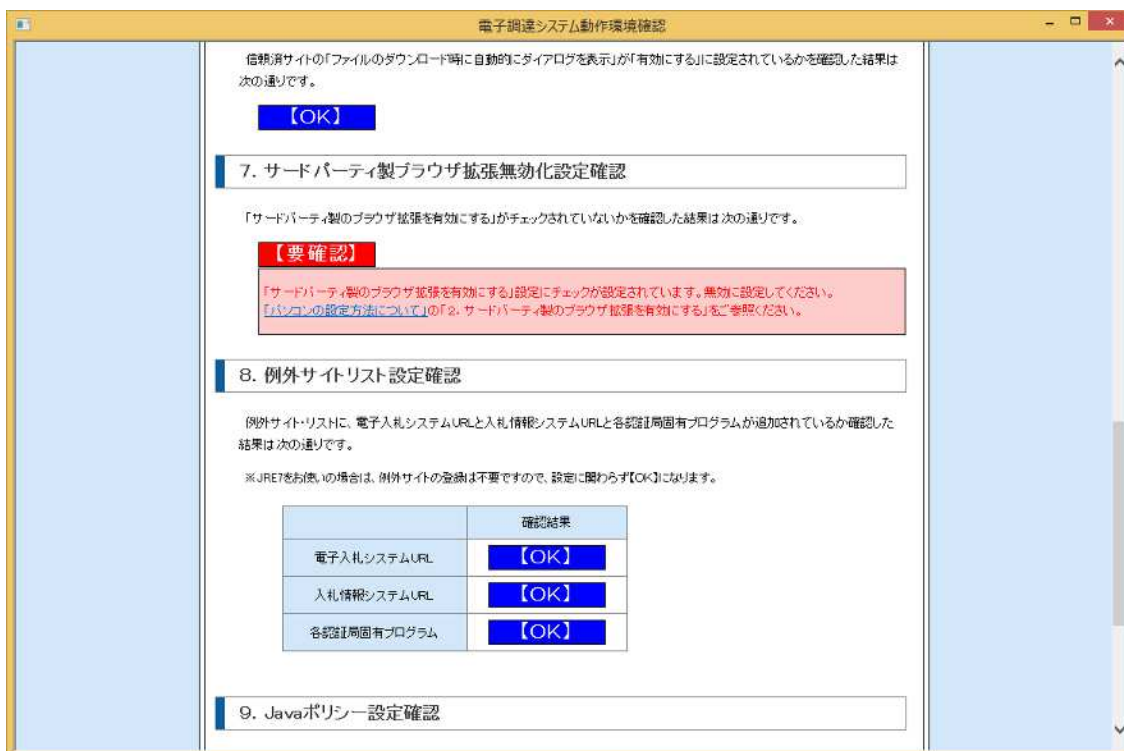 電子調達システム動作環境確認
信頼済サイトの「ファイルのダウンロード時に自動的にダイアログを表示」が「有効にする」に設定されているかを確認した結果は
次の通りです。
【OK】
7. サードパーティ製ブラウザ拡張無効化設定確認
「サードパーティ製のブラウザ拡張を有効にする」がチェックされていないかを確認した結果は次の通りです。
【要確認】
「サードパーティ製のブラウザ拡張を有効にする」設定にチェックが設定されています。無効に設定してください。
「パソコンの設定方法について」の「2. サードパーティ製のブラウザ拡張を有効にする」をご参照ください。
8. 例外サイトリスト設定確認
例外サイト・リストに、電子入札システムURLと入札情報システムURLと各認証局固有プログラムが追加されているか確認した
結果は次の通りです。
※JRE7をお使いの場合は、例外サイトの登録は不要ですので、設定に関わらず【OK】になります。
確認結果
電子入札システムURL 【OK】
入札情報システムURL 【OK】
各認証局固有プログラム 【OK】
9. Javaポリシー設定確認